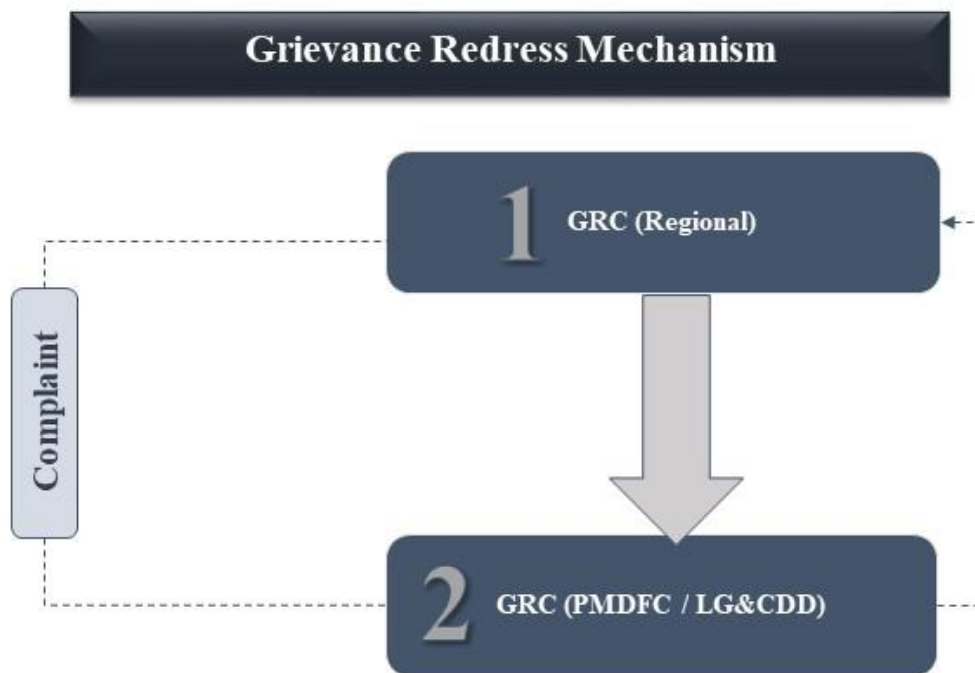 Grievance Redress Mechanism
1 GRC (Regional)
Complaint
2 GRC (PMDFC / LG&CDD)